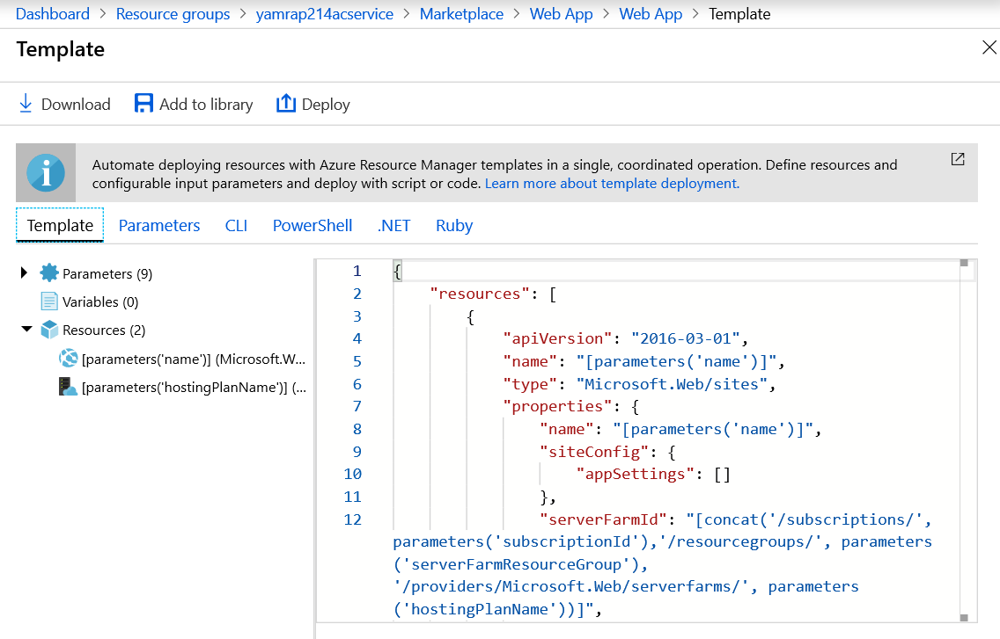 Dashboard > Resource groups > yamrap214acservice > Marketplace > Web App > Web App > Template
Template
Download Add to library Deploy
Automate deploying resources with Azure Resource Manager templates in a single, coordinated operation. Define resources and
configurable input parameters and deploy with script or code. Learn more about template deployment.
Template Parameters CLI PowerShell .NET Ruby
Parameters (9)
Variables (0)
Resources (2)
[parameters('name')] (Microsoft.W...
[parameters('hostingPlanName')] (...
1 {
2 "resources": [
3 {
4 "apiVersion": "2016-03-01",
5 "name": "[parameters('name')]",
6 "type": "Microsoft.Web/sites",
7 "properties": {
8 "name": "[parameters('name')]",
9 "siteConfig": {
10 "appSettings": []
11 },
12 "serverFarmId": "[concat('/subscriptions/',
parameters('subscriptionId'),'/resourcegroups/', parameters
('serverFarmResourceGroup'),
'/providers/Microsoft.Web/serverfarms/', parameters
('hostingPlanName'))]",